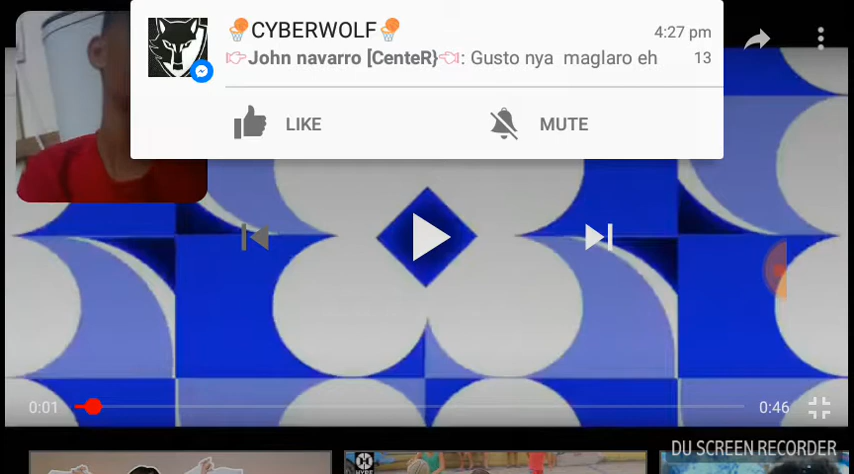 🏀CYBERWOLF🏀
4:27 pm
👉John navarro [CenteR}👈: Gusto nya maglaro eh
13
LIKE
MUTE
0:01
0:46
DU SCREEN RECORDER
HYPE